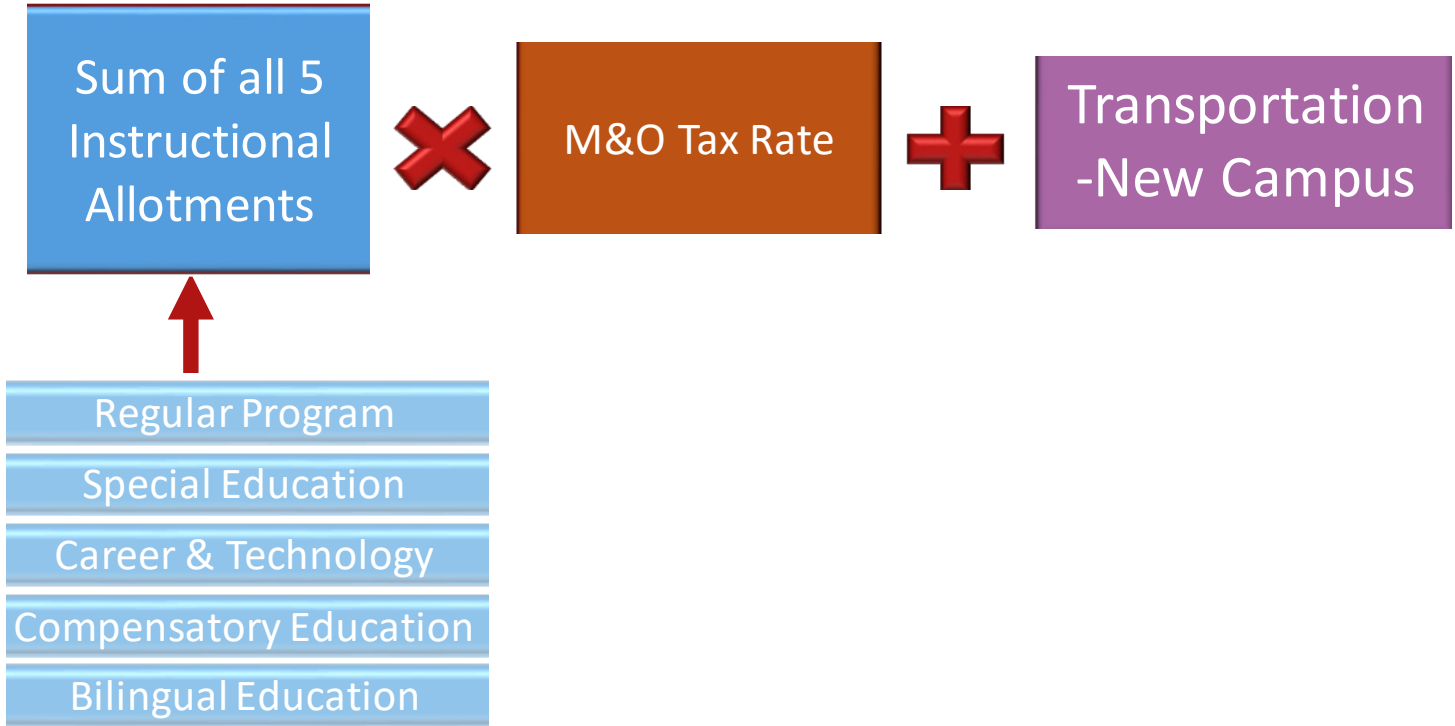 Sum of all 5
Instructional
Allotments
M&O Tax Rate
Transportation
-New Campus
Regular Program
Special Education
Career & Technology
Compensatory Education
Bilingual Education